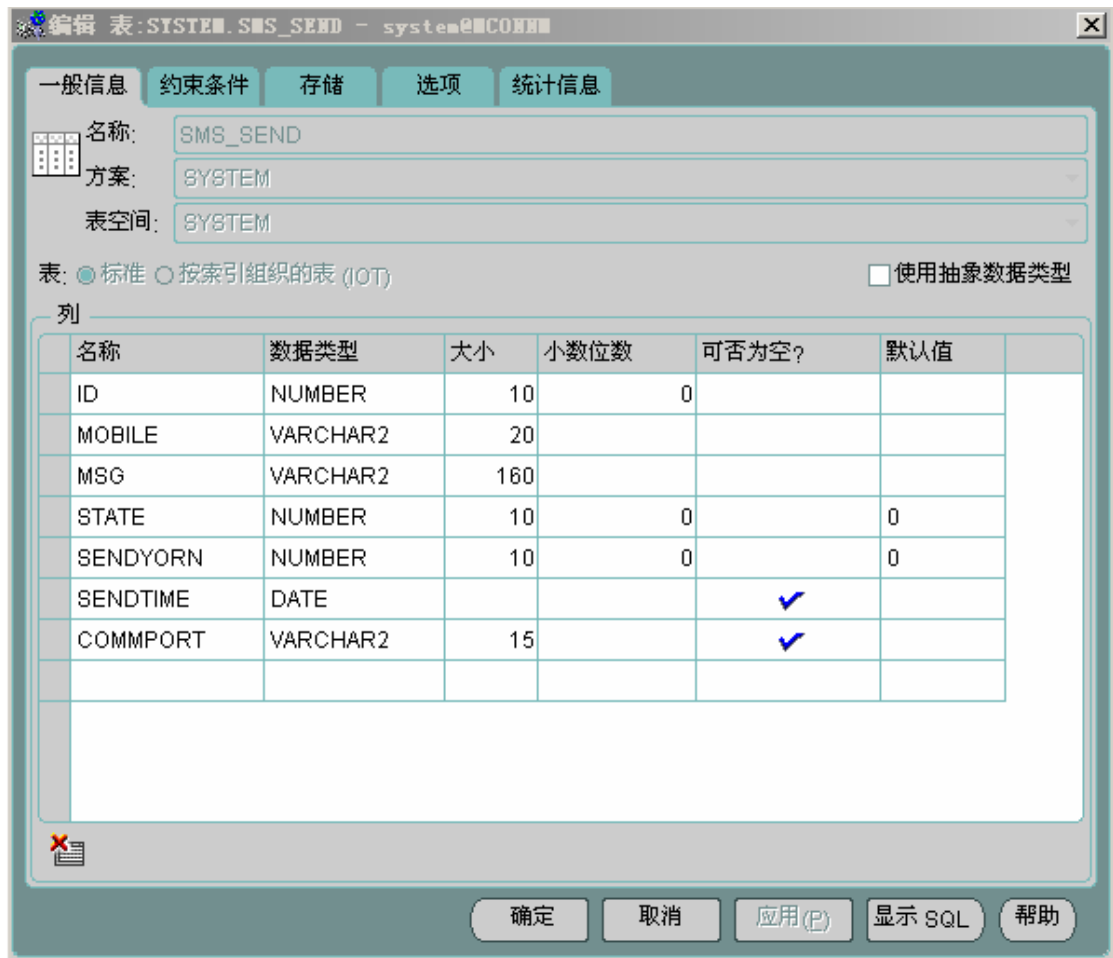 编辑 表:SYSTEM.SMS_SEND - system@MCOMMM
一般信息 约束条件 存储 选项 统计信息
名称: SMS_SEND
方案: SYSTEM
表空间: SYSTEM
表: 标准 按索引组织的表 (IOT) 使用抽象数据类型
列
名称 数据类型 大小 小数位数 可否为空? 默认值
ID NUMBER 10 0
MOBILE VARCHAR2 20
MSG VARCHAR2 160
STATE NUMBER 10 0 0
SENDYORN NUMBER 10 0 0
SENDTIME DATE
COMMPORT VARCHAR2 15
确定 取消 应用(P) 显示 SQL 帮助